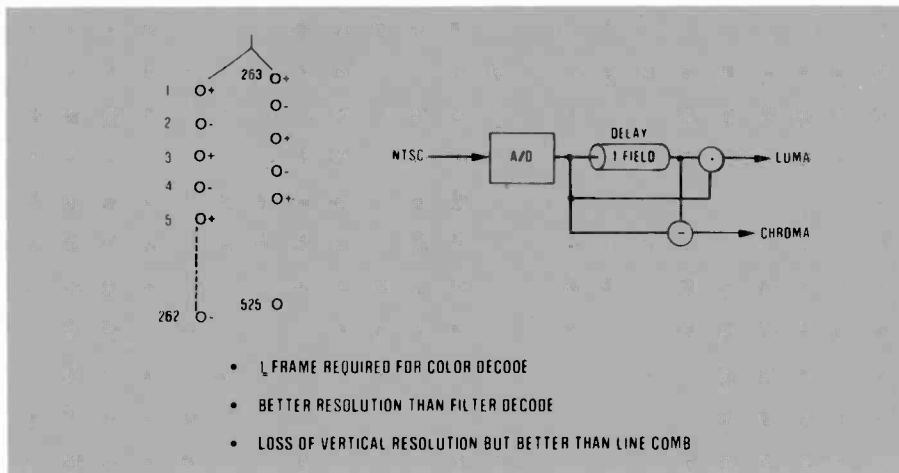 263 O+
1 O+
O-
2 O-
O+
3 O+
O-
4 O-
O+
5 O+
262 O-
525 O
NTSC
A/D
DELAY
1 FIELD
LUMA
CHROMA
-
• 1 FRAME REQUIRED FOR COLOR DECODE
• BETTER RESOLUTION THAN FILTER DECODE
• LOSS OF VERTICAL RESOLUTION BUT BETTER THAN LINE COMB